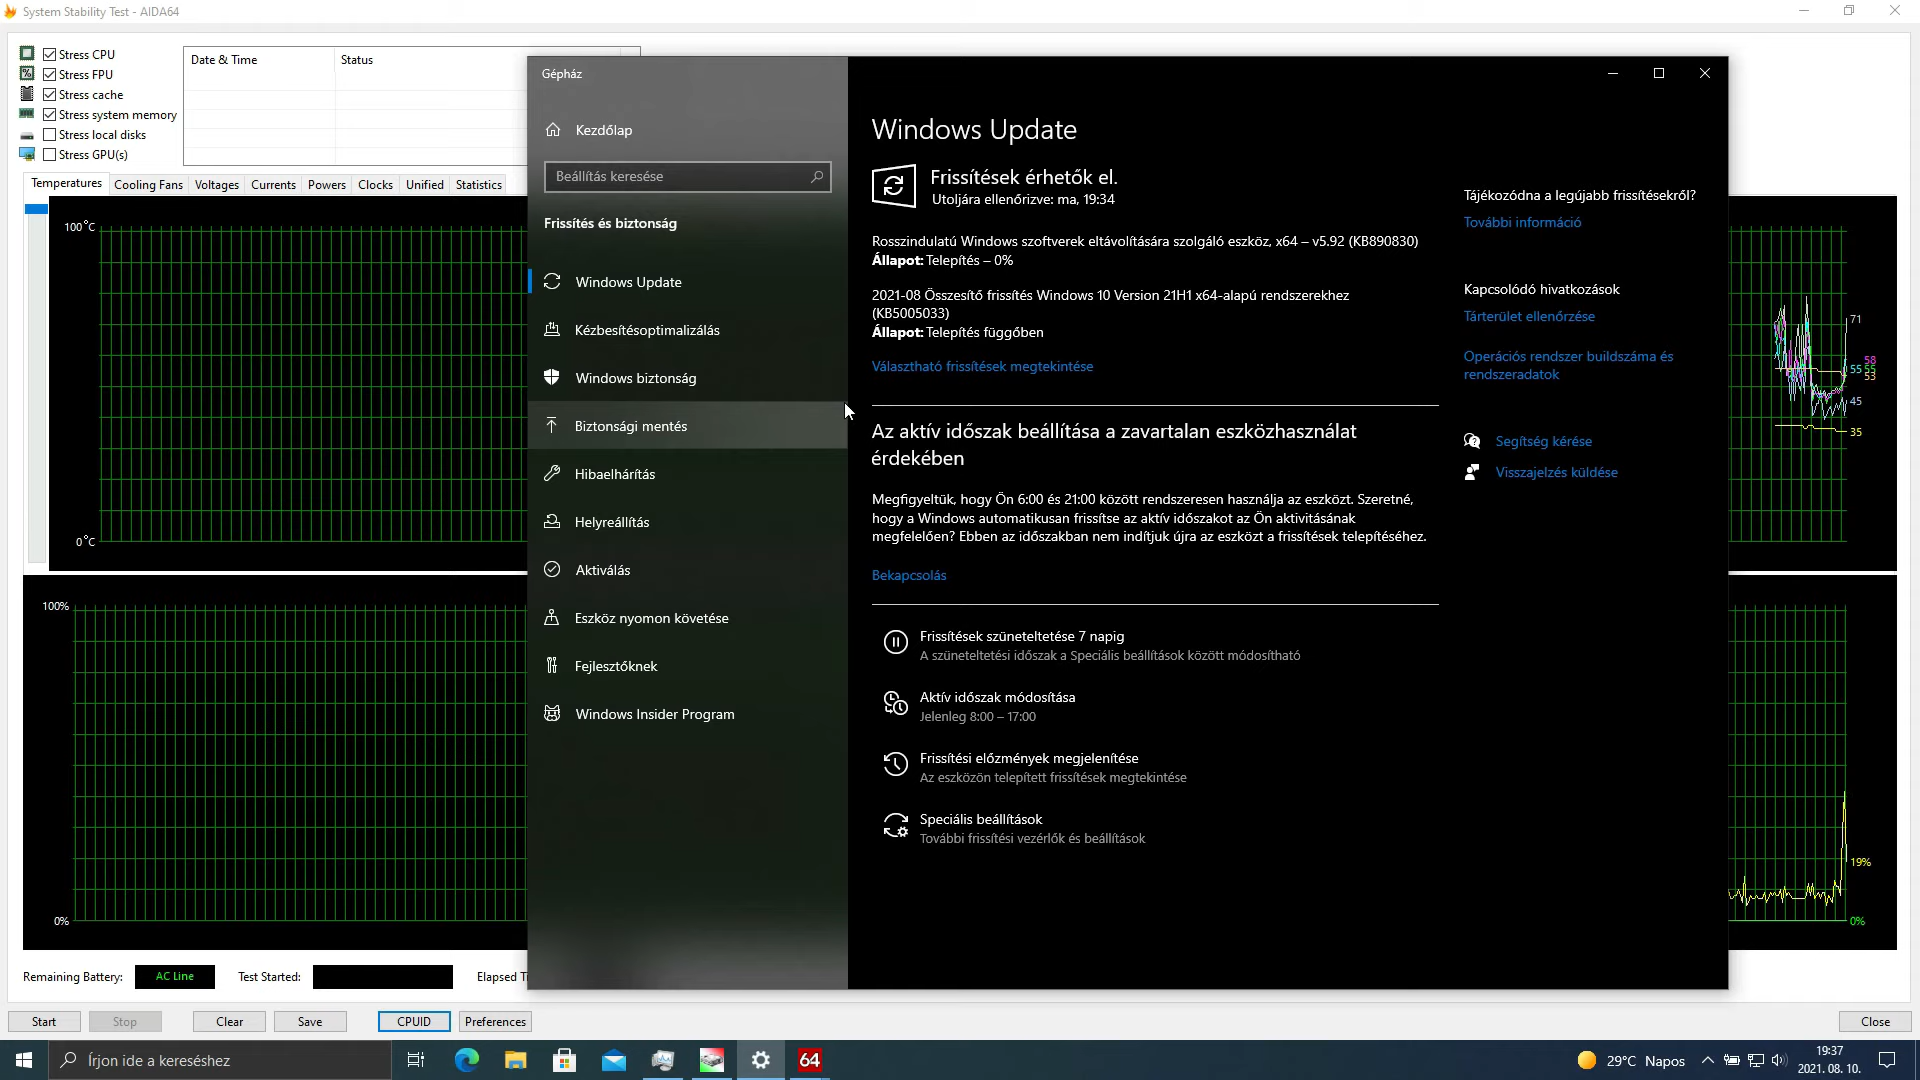 System Stability Test - AIDA64
Stress CPU
Stress FPU
Stress cache
Stress system memory
Stress local disks
Stress GPU(s)
Date & Time
Status
Temperatures
Cooling Fans
Voltages
Currents
Powers
Clocks
Unified
Statistics
100°C
0°C
100%
0%
71
58
55
53
45
35
19%
0%
Remaining Battery:
AC Line
Test Started:
Elapsed Ti
Start
Stop
Clear
Save
CPUID
Preferences
Close
Gépház
Kezdőlap
Beállítás keresése
Frissítés és biztonság
Windows Update
Kézbesítésoptimalizálás
Windows biztonság
Biztonsági mentés
Hibaelhárítás
Helyreállítás
Aktiválás
Eszköz nyomon követése
Fejlesztőknek
Windows Insider Program
Windows Update
Frissítések érhetők el.
Utoljára ellenőrizve: ma, 19:34
Rosszindulatú Windows szoftverek eltávolítására szolgáló eszköz, x64 – v5.92 (KB890830)
Állapot: Telepítés – 0%
2021-08 Összesítő frissítés Windows 10 Version 21H1 x64-alapú rendszerekhez
(KB5005033)
Állapot: Telepítés függőben
Választható frissítések megtekintése
Az aktív időszak beállítása a zavartalan eszközhasználat
érdekében
Megfigyeltük, hogy Ön 6:00 és 21:00 között rendszeresen használja az eszközt. Szeretné,
hogy a Windows automatikusan frissítse az aktív időszakot az Ön aktivitásának
megfelelően? Ebben az időszakban nem indítjuk újra az eszközt a frissítések telepítéséhez.
Bekapcsolás
Frissítések szüneteltetése 7 napig
A szüneteltetési időszak a Speciális beállítások között módosítható
Aktív időszak módosítása
Jelenleg 8:00 – 17:00
Frissítési előzmények megjelenítése
Az eszközön telepített frissítések megtekintése
Speciális beállítások
További frissítési vezérlők és beállítások
Tájékozódna a legújabb frissítésekről?
További információ
Kapcsolódó hivatkozások
Tárterület ellenőrzése
Operációs rendszer buildszáma és
rendszeradatok
Segítség kérése
Visszajelzés küldése
Írjon ide a kereséshez
64
29°C Napos
19:37
2021. 08. 10.